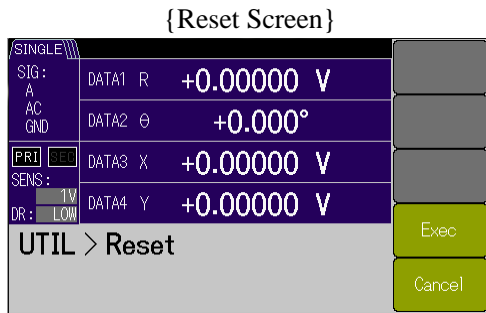 {Reset Screen}
SINGLE
SIG:
A
AC
GND
DATA1 R +0.00000 V
DATA2 θ +0.000°
PRI SEC
SENS:
1V
DR: LOW
DATA3 X +0.00000 V
DATA4 Y +0.00000 V
UTIL > Reset
Exec
Cancel